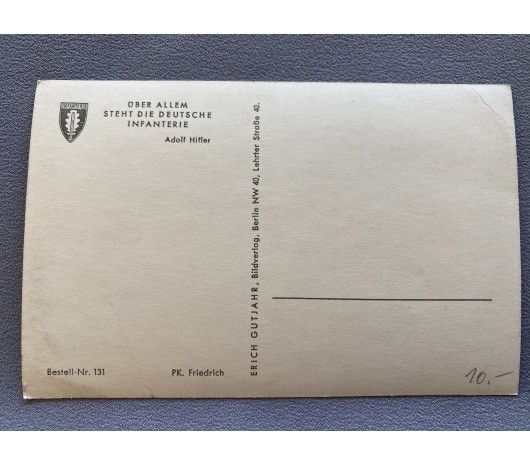 INFANTERIE
ÜBER ALLEM
STEHT DIE DEUTSCHE
INFANTERIE
Adolf Hitler
ERICH GUTJAHR, Bildverlag, Berlin NW 40, Lehrter Straße 40.
Bestell-Nr. 131
PK. Friedrich
10.-